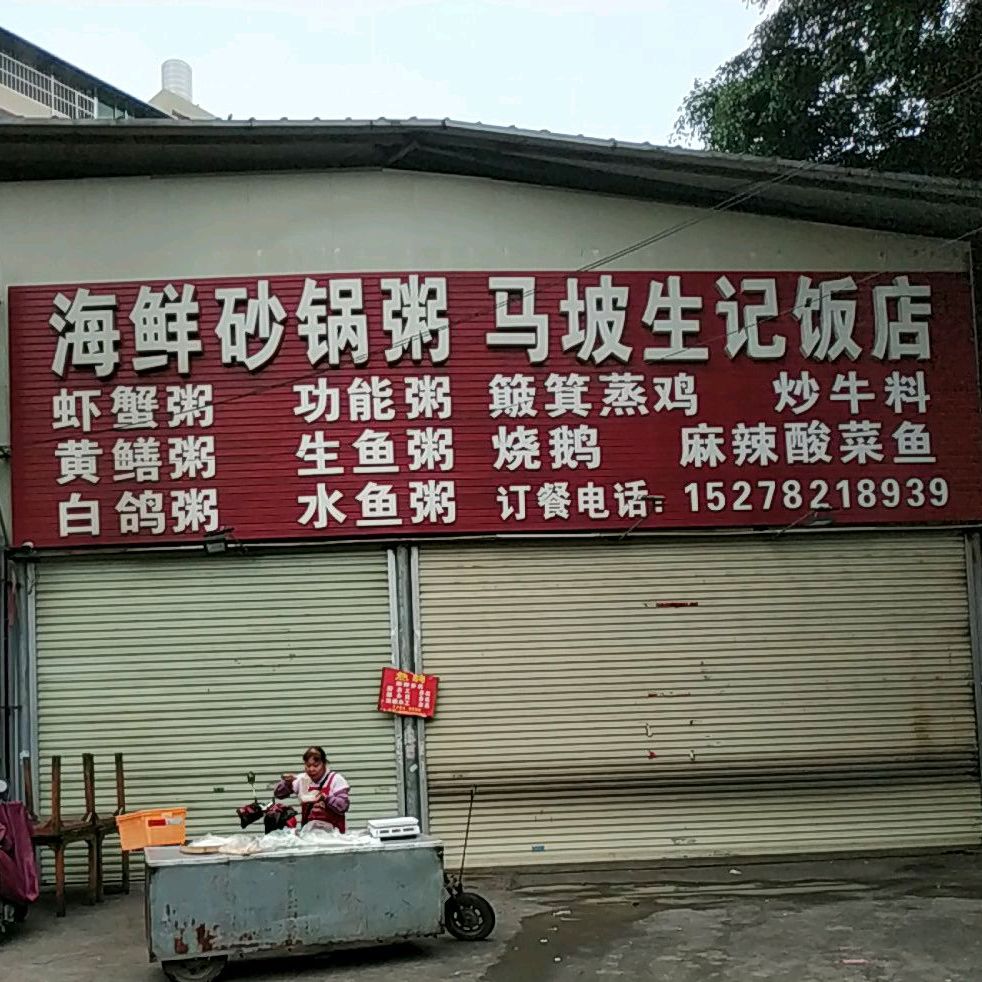 海鲜砂锅粥 马坡生记饭店
虾蟹粥 功能粥 簸箕蒸鸡 炒牛料
黄鳝粥 生鱼粥 烧鹅 麻辣酸菜鱼
白鸽粥 水鱼粥 订餐电话：15278218939